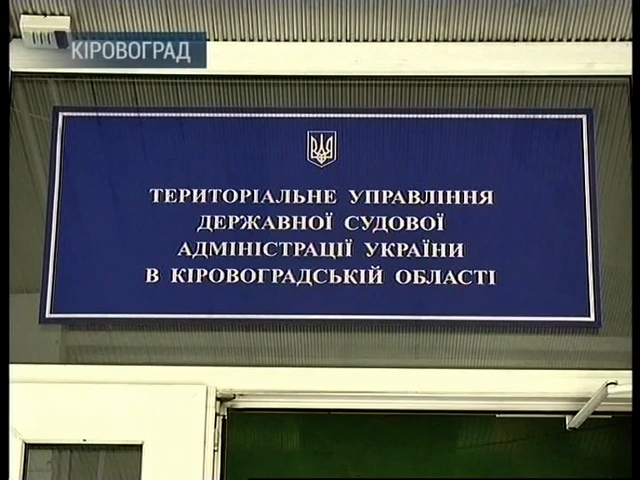 КІРОВОГРАД
ТЕРИТОРІАЛЬНЕ УПРАВЛІННЯ
ДЕРЖАВНОЇ СУДОВОЇ
АДМІНІСТРАЦІЇ УКРАЇНИ
В КІРОВОГРАДСЬКІЙ ОБЛАСТІ